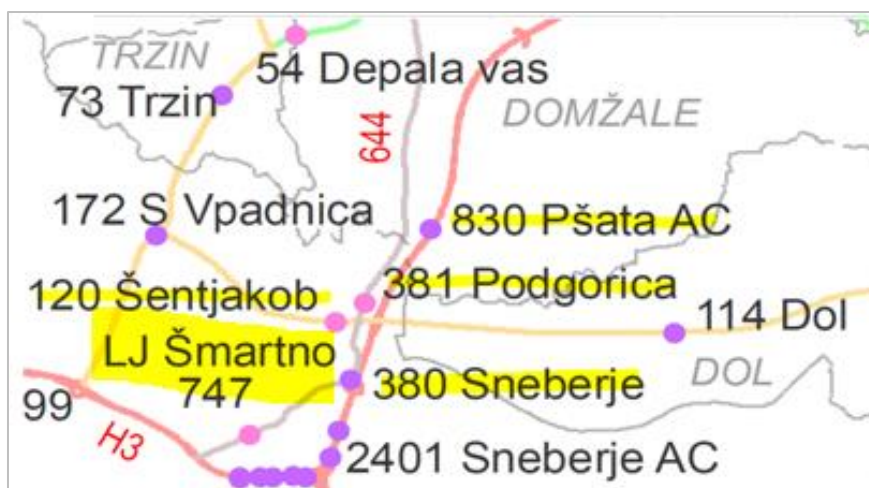 TRZIN
54 Depala vas
73 Trzin
644
DOMŽALE
172 S Vpadnica
830 Pšata AC
381 Podgorica
120 Šentjakob
114 Dol
LJ Šmartno
747
380 Sneberje
DOL
99
H3
2401 Sneberje AC